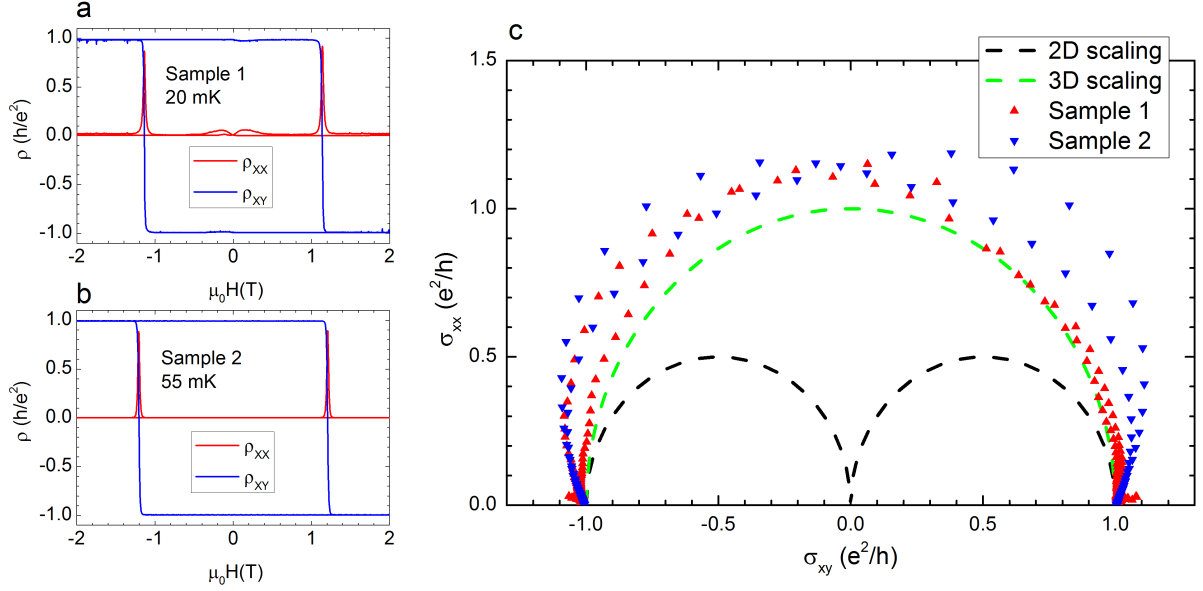 a
1.0
0.5
0.0
-0.5
-1.0
ρ (h/e²)
Sample 1
20 mK
ρXX
ρXY
-2 -1 0 1 2
μ₀H(T)
b
1.0
0.5
0.0
-0.5
-1.0
ρ (h/e²)
Sample 2
55 mK
ρXX
ρXY
-2 -1 0 1 2
μ₀H(T)
c
2D scaling
3D scaling
Sample 1
Sample 2
1.5
1.0
0.5
0.0
σxx (e²/h)
-1.0 -0.5 0.0 0.5 1.0
σxy (e²/h)